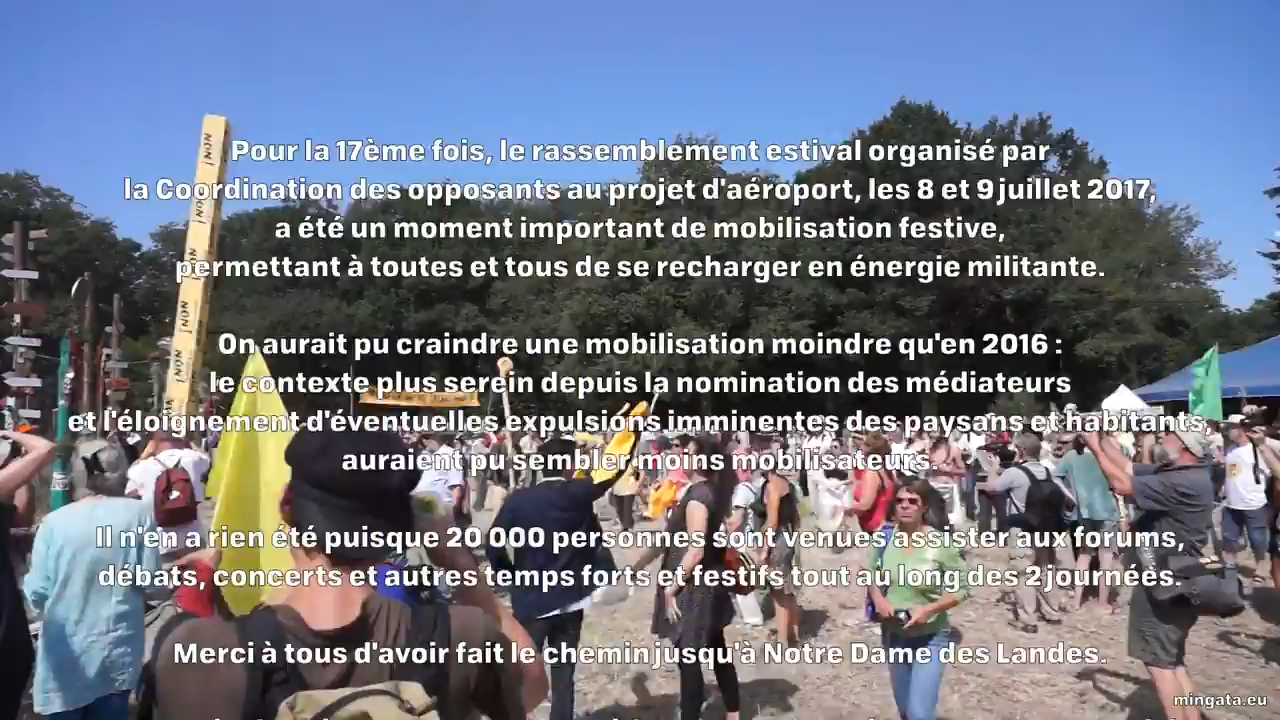 Pour la 17ème fois, le rassemblement estival organisé par
la Coordination des opposants au projet d'aéroport, les 8 et 9 juillet 2017,
a été un moment important de mobilisation festive,
permettant à toutes et tous de se recharger en énergie militante.
On aurait pu craindre une mobilisation moindre qu'en 2016 :
le contexte plus serein depuis la nomination des médiateurs
et l'éloignement d'éventuelles expulsions imminentes des paysans et habitants,
auraient pu sembler moins mobilisateurs.
Il n'en a rien été puisque 20 000 personnes sont venues assister aux forums,
débats, concerts et autres temps forts et festifs tout au long des 2 journées.
Merci à tous d'avoir fait le chemin jusqu'à Notre Dame des Landes.
mingata.eu
NON!
NON!
NON!
NON!
NON!